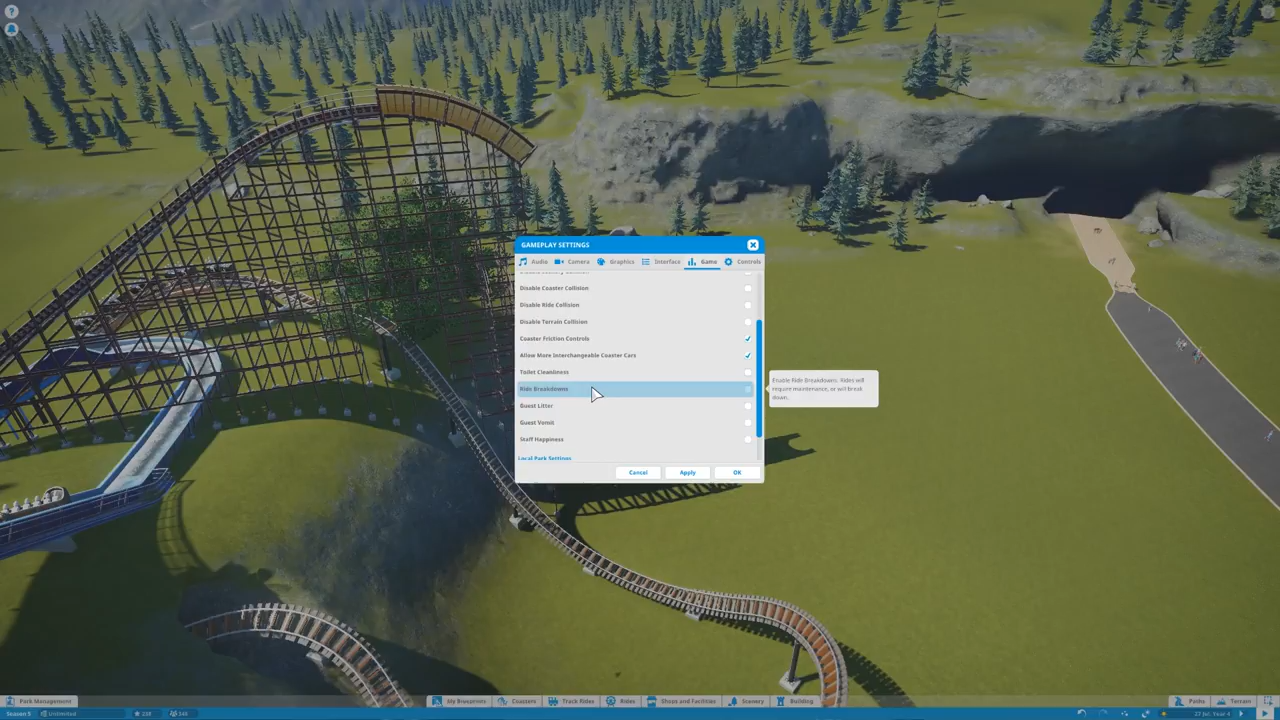 ?
GAMEPLAY SETTINGS
Audio Camera Graphics Interface Game Controls
Disable Coaster Collision
Disable Ride Collision
Disable Terrain Collision
Coaster Friction Controls
Allow More Interchangeable Coaster Cars
Toilet Cleanliness
Ride Breakdowns
Enable Ride Breakdowns: Rides will
require maintenance, or will break
down.
Guest Litter
Guest Vomit
Staff Happiness
Local Park Settings
Cancel Apply OK
Park Management My Blueprints Coasters Track Rides Rides Shops and Facilities Scenery Building Paths Terrain
Season 5 Unlimited